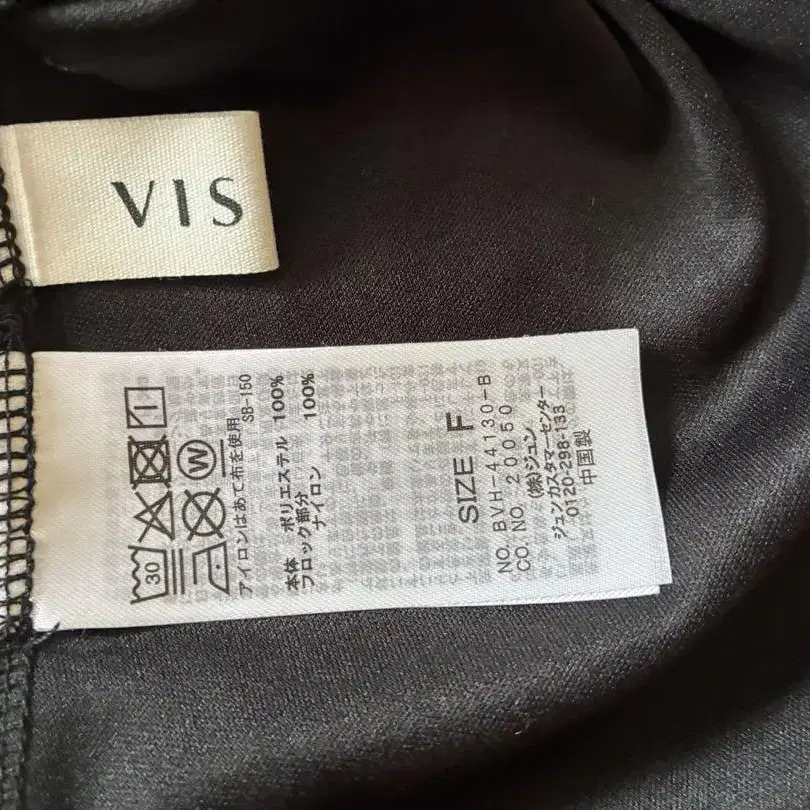 VIS
30
W
アイロンはあて布を使用
SB-150
本体 ポリエステル 100%
フロック部分
ナイロン 100%
SIZE F
NO. BVH-44130-B
CO. NO. 20050
(株)ジュン
ジュンカスタマーセンター
0120-298-133
中国製